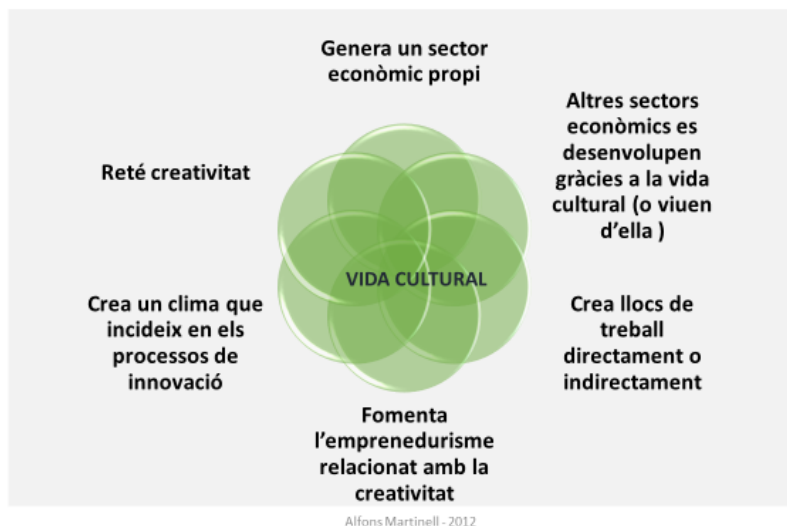 Genera un sector
econòmic propi
Altres sectors
econòmics es
desenvolupen
gràcies a la vida
cultural (o viuen
d'ella )
Reté creativitat
VIDA CULTURAL
Crea un clima que
incideix en els
processos de
innovació
Crea llocs de
treball
directament o
indirectament
Fomenta
l'emprenedurisme
relacionat amb la
creativitat
Alfons Martinell - 2012